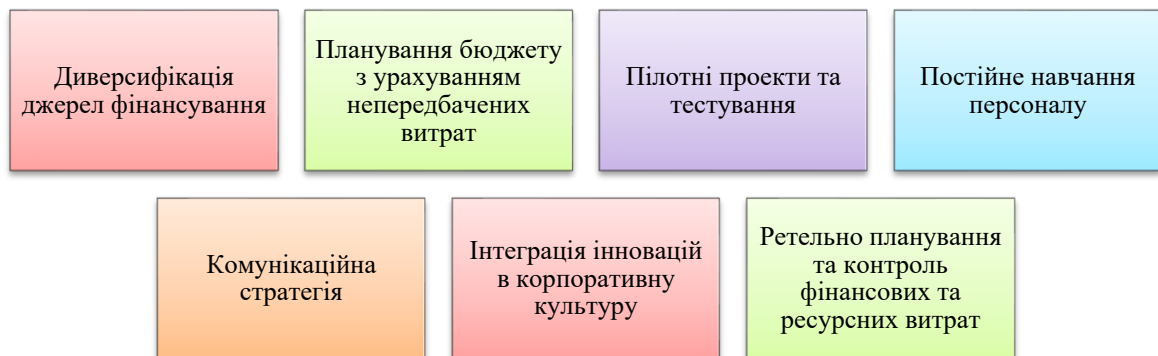 Диверсифікація
джерел фінансування
Планування бюджету
з урахуванням
непередбачених
витрат
Пілотні проекти та
тестування
Постійне навчання
персоналу
Комунікаційна
стратегія
Інтеграція інновацій
в корпоративну
культуру
Ретельно планування
та контроль
фінансових та
ресурсних витрат